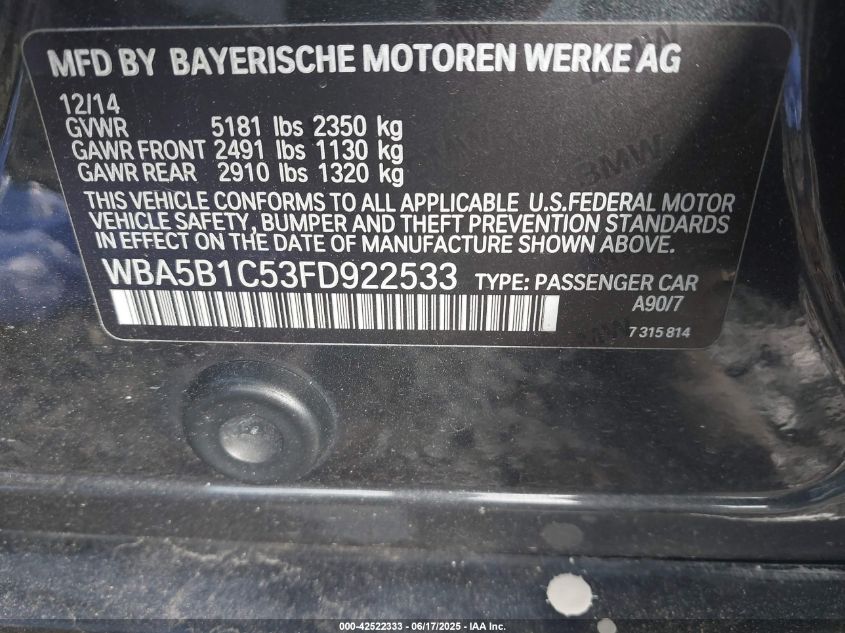 MFD BY BAYERISCHE MOTOREN WERKE AG
12/14
GVWR 5181 lbs 2350 kg
GAWR FRONT 2491 lbs 1130 kg
GAWR REAR 2910 lbs 1320 kg
THIS VEHICLE CONFORMS TO ALL APPLICABLE U.S.FEDERAL MOTOR
VEHICLE SAFETY, BUMPER AND THEFT PREVENTION STANDARDS
IN EFFECT ON THE DATE OF MANUFACTURE SHOWN ABOVE.
WBA5B1C53FD922533 TYPE: PASSENGER CAR
A90/7
7 315 814
BMW
BMW
000-42522333 - 06/17/2025 - IAA Inc.